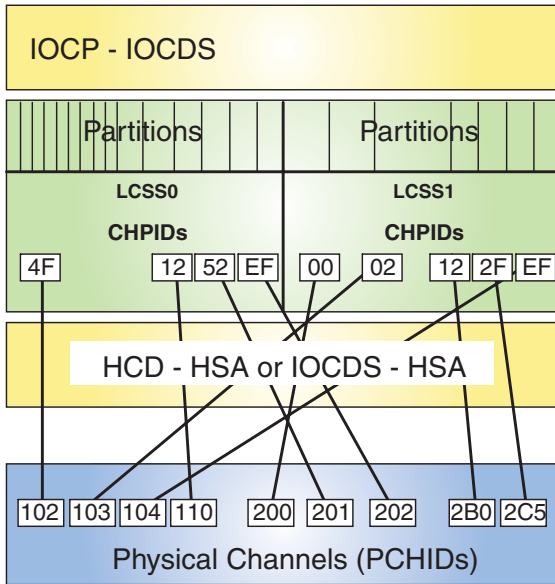 IOCP - IOCDS
Partitions Partitions
LCSS0 LCSS1
CHPIDs CHPIDs
4F 12 52 EF 00 02 12 2F EF
HCD - HSA or IOCDS - HSA
102 103 104 110 200 201 202 2B0 2C5
Physical Channels (PCHIDs)